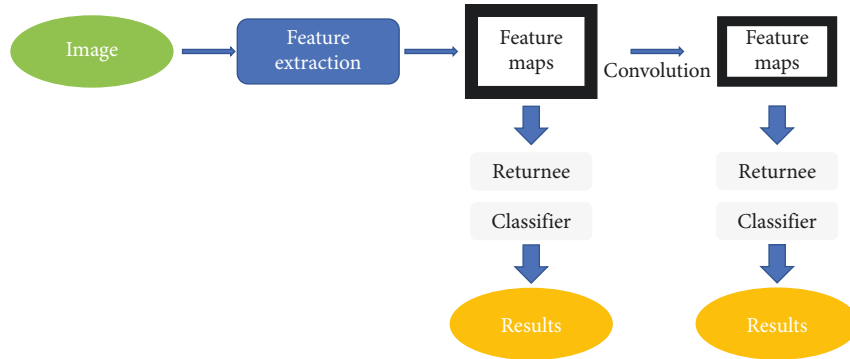 Image
Feature
extraction
Feature
maps
Convolution
Feature
maps
Returnee
Classifier
Results
Returnee
Classifier
Results